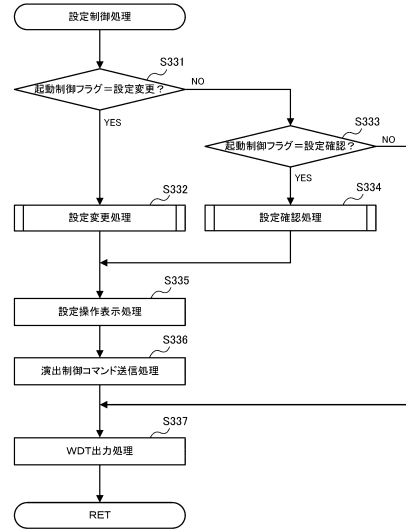 設定制御処理
S331
起動制御フラグ＝設定変更？
NO
YES
S333
起動制御フラグ＝設定確認？
NO
YES
S332
設定変更処理
S334
設定確認処理
S335
設定操作表示処理
S336
演出制御コマンド送信処理
S337
WDT出力処理
RET